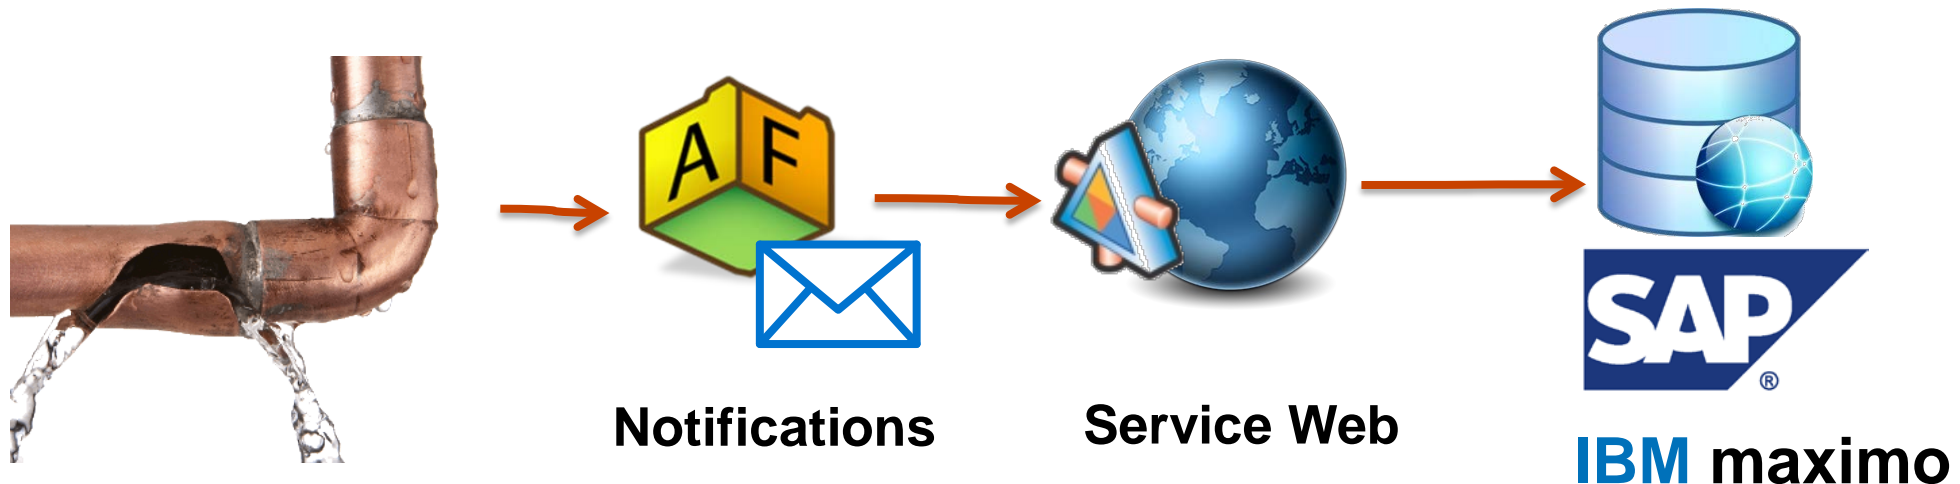 A F
Notifications
Service Web
SAP
®
IBM maximo